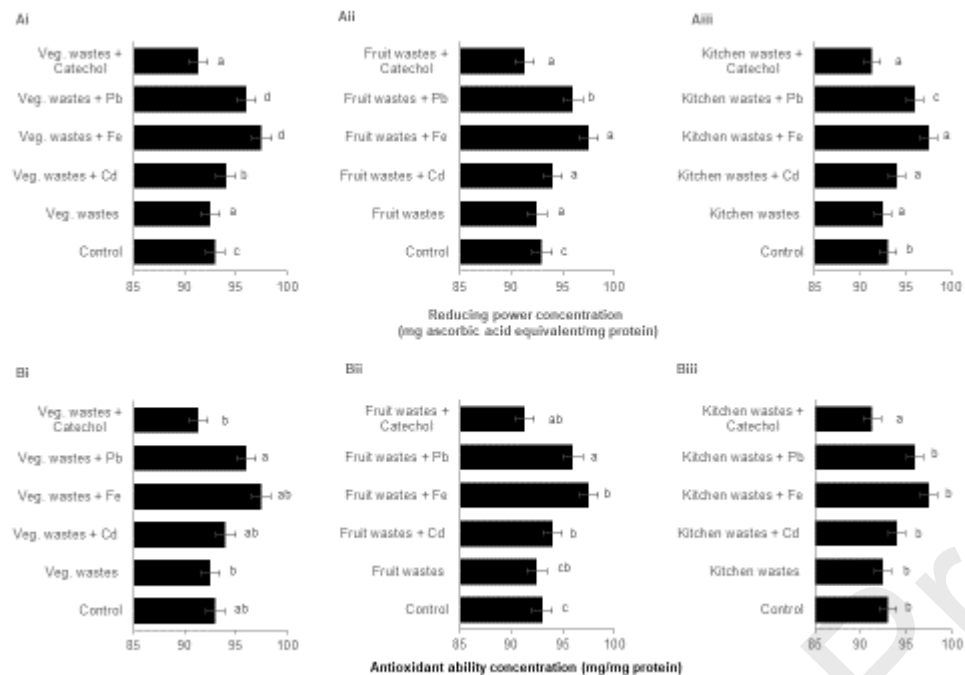 Ai
Veg. wastes +
Catechol
a
Veg. wastes + Pb
d
Veg. wastes + Fe
d
Veg. wastes + Cd
b
Veg. wastes
a
Control
c
85 90 95 100
Aii
Fruit wastes +
Catechol
a
Fruit wastes + Pb
b
Fruit wastes + Fe
a
Fruit wastes + Cd
a
Fruit wastes
a
Control
c
85 90 95 100
Aiii
Kitchen wastes +
Catechol
a
Kitchen wastes + Pb
c
Kitchen wastes + Fe
a
Kitchen wastes + Cd
a
Kitchen wastes
a
Control
b
85 90 95 100
Reducing power concentration
(mg ascorbic acid equivalent/mg protein)
Bi
Veg. wastes +
Catechol
b
Veg. wastes + Pb
a
Veg. wastes + Fe
ab
Veg. wastes + Cd
ab
Veg. wastes
b
Control
ab
85 90 95 100
Bii
Fruit wastes +
Catechol
ab
Fruit wastes + Pb
a
Fruit wastes + Fe
b
Fruit wastes + Cd
b
Fruit wastes
cb
Control
c
85 90 95 100
Biii
Kitchen wastes +
Catechol
a
Kitchen wastes + Pb
b
Kitchen wastes + Fe
b
Kitchen wastes + Cd
b
Kitchen wastes
b
Control
b
85 90 95 100
Antioxidant ability concentration (mg/mg protein)
Pr